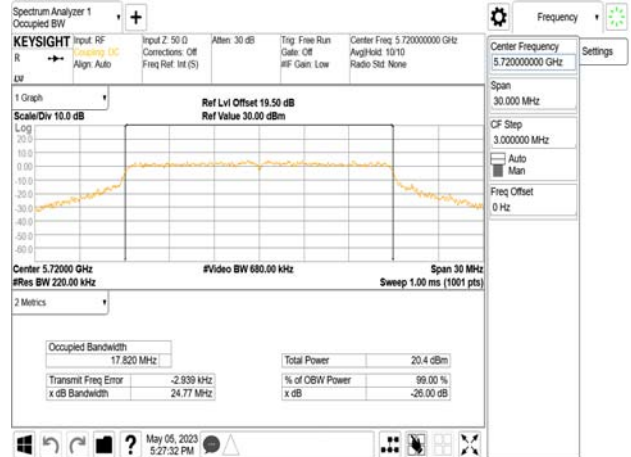 Spectrum Analyzer 1
Occupied BW
Frequency
KEYSIGHT
R
Input: RF
Coupling: DC
Align: Auto
Input Z: 50 Ω
Corrections: Off
Freq Ref: Int (S)
Atten: 30 dB
Trig: Free Run
Gate: Off
#IF Gain: Low
Center Freq: 5.720000000 GHz
Avg|Hold: 10/10
Radio Std: None
Center Frequency
5.720000000 GHz
Settings
Span
30.000 MHz
CF Step
3.000000 MHz
Auto
Man
Freq Offset
0 Hz
1 Graph
Scale/Div 10.0 dB
Ref Lvl Offset 19.50 dB
Ref Value 30.00 dBm
Log
20.0
10.0
0.00
-10.0
-20.0
-30.0
-40.0
-50.0
-60.0
Center 5.72000 GHz
#Res BW 220.00 kHz
#Video BW 680.00 kHz
Span 30 MHz
Sweep 1.00 ms (1001 pts)
2 Metrics
Occupied Bandwidth
17.820 MHz
Transmit Freq Error -2.939 kHz
x dB Bandwidth 24.77 MHz
Total Power 20.4 dBm
% of OBW Power 99.00 %
x dB -26.00 dB
?
May 05, 2023
5:27:32 PM